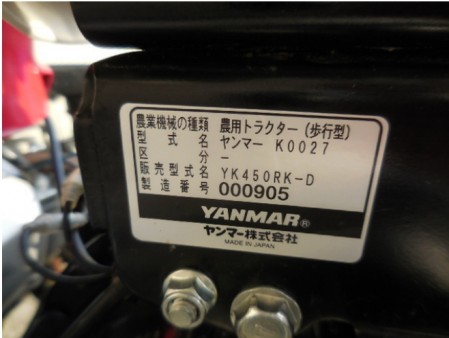 農業機械の種類 農用トラクター(歩行型)
型式名 ヤンマー K0027
区分 -
販売型式名 YK450RK-D
製造番号 000905
YANMAR®
ヤンマー株式会社
MADE IN JAPAN